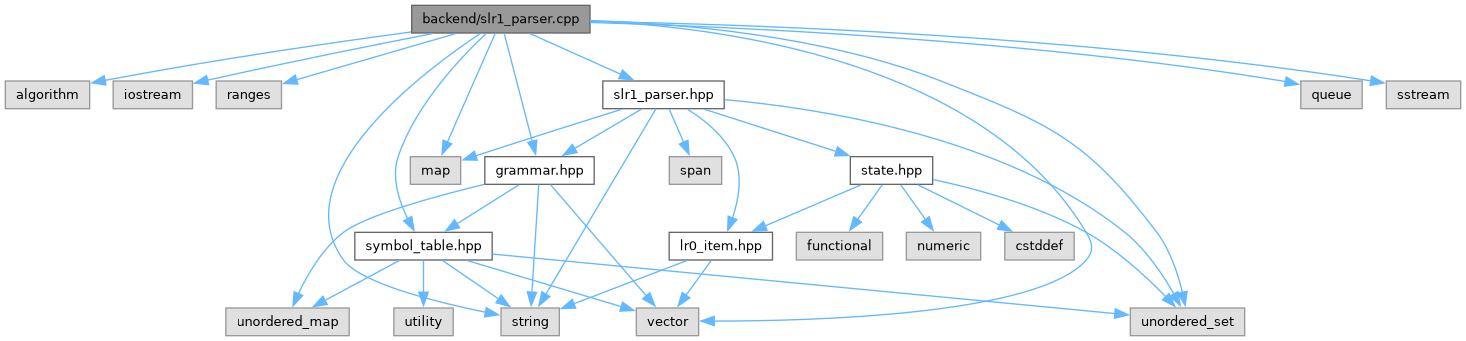 backend/slr1_parser.cpp
algorithm
iostream
ranges
slr1_parser.hpp
queue
sstream
map
grammar.hpp
span
state.hpp
symbol_table.hpp
lr0_item.hpp
functional
numeric
cstddef
unordered_map
utility
string
vector
unordered_set